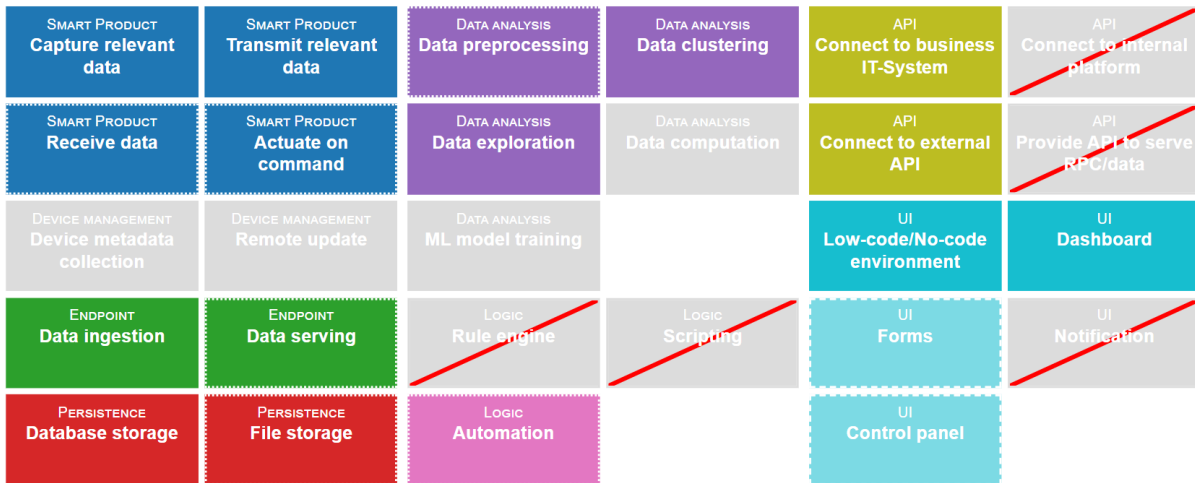 SMART PRODUCT
Capture relevant
data
SMART PRODUCT
Transmit relevant
data
DATA ANALYSIS
Data preprocessing
DATA ANALYSIS
Data clustering
API
Connect to business
IT-System
API
Connect to internal
platform
SMART PRODUCT
Receive data
SMART PRODUCT
Actuate on
command
DATA ANALYSIS
Data exploration
DATA ANALYSIS
Data computation
API
Connect to external
API
API
Provide API to serve
RPC/data
DEVICE MANAGEMENT
Device metadata
collection
DEVICE MANAGEMENT
Remote update
DATA ANALYSIS
ML model training
UI
Low-code/No-code
environment
UI
Dashboard
ENDPOINT
Data ingestion
ENDPOINT
Data serving
LOGIC
Rule engine
LOGIC
Scripting
UI
Forms
UI
Notification
PERSISTENCE
Database storage
PERSISTENCE
File storage
LOGIC
Automation
UI
Control panel